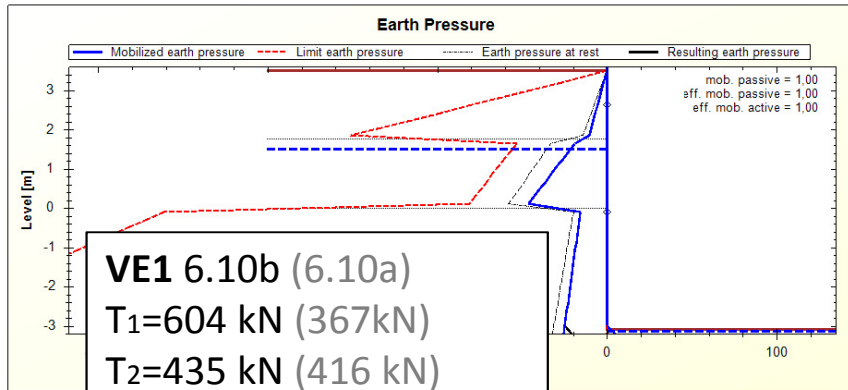 Earth Pressure
Mobilized earth pressure Limit earth pressure Earth pressure at rest Resulting earth pressure
mob. passive = 1,00
eff. mob. passive = 1,00
eff. mob. active = 1,00
Level [m]
3
2
1
0
-1
-2
-3
0 100
VE1 6.10b (6.10a)
T1=604 kN (367kN)
T2=435 kN (416 kN)